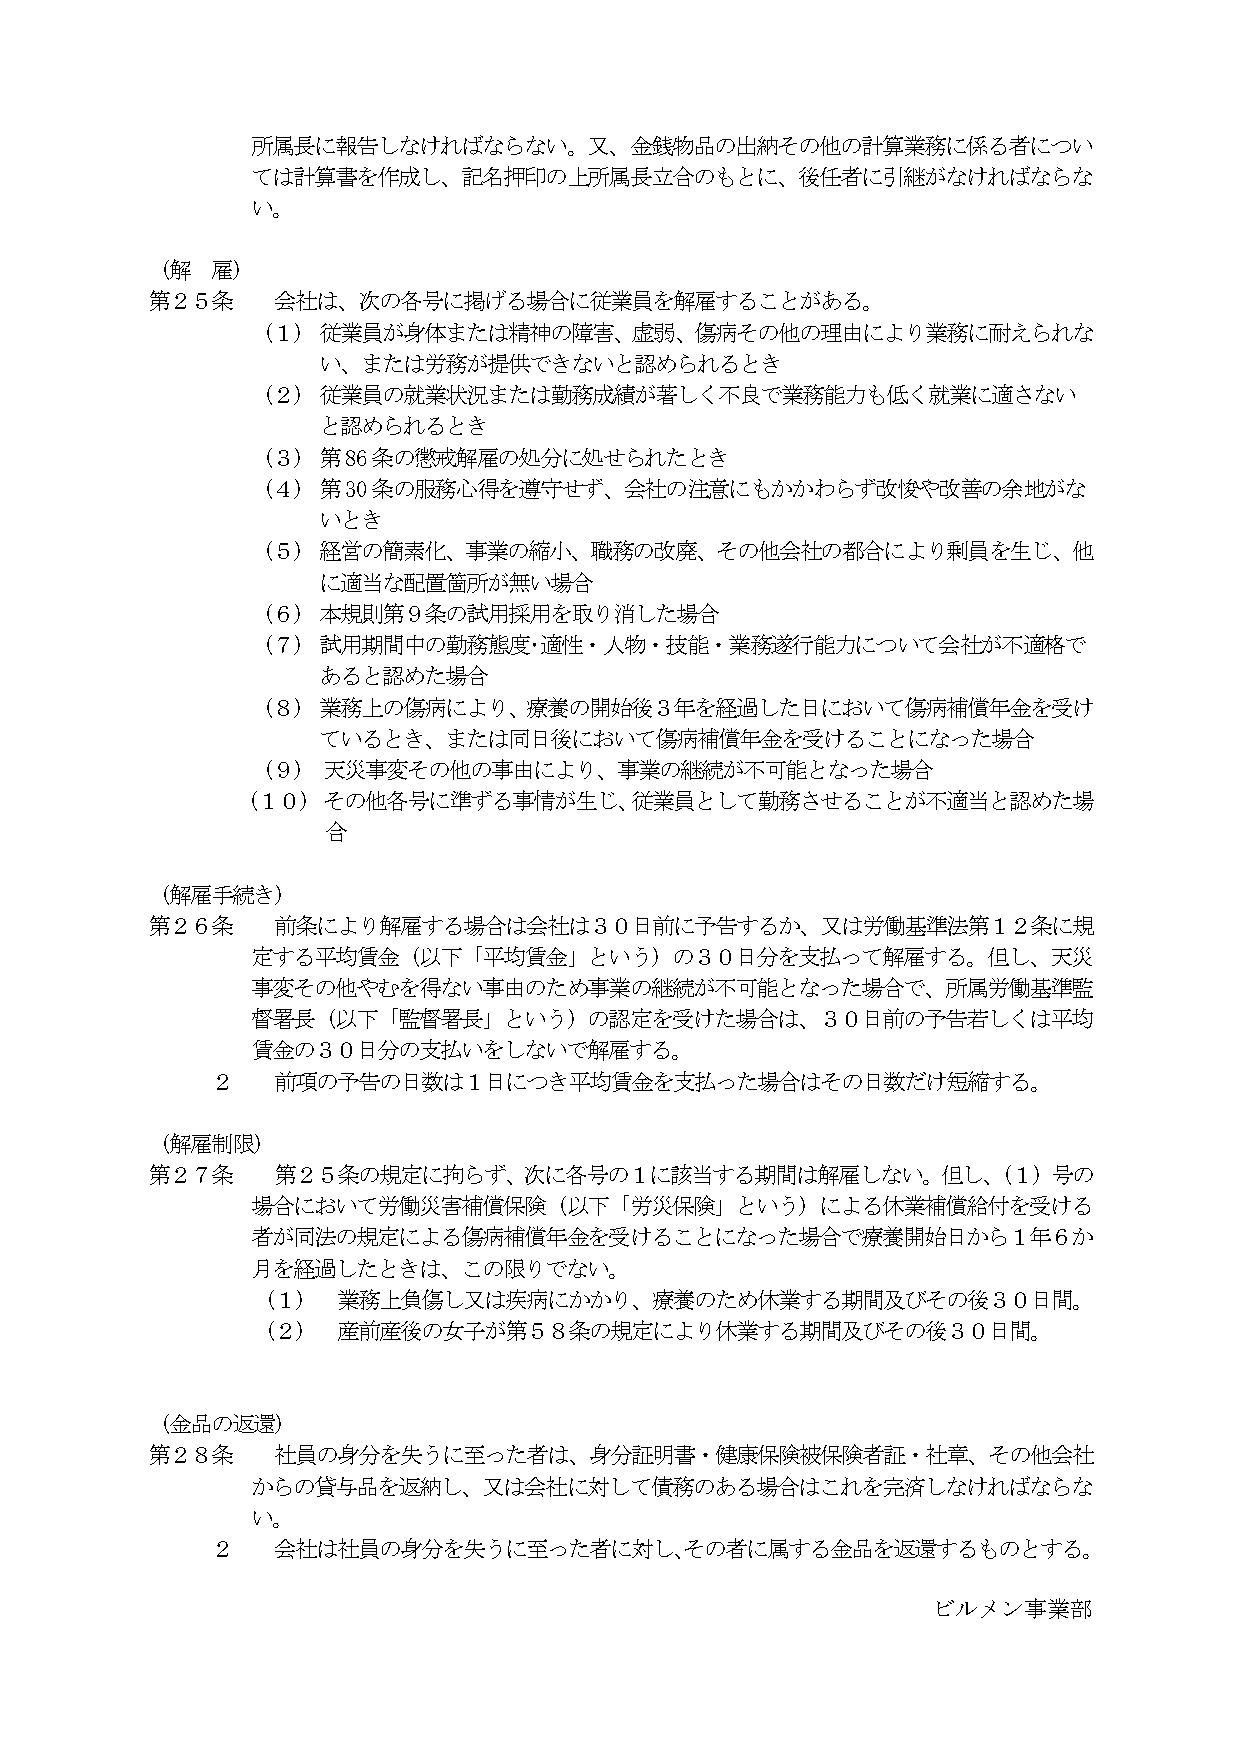 所属長に報告しなければならない。又、金銭物品の出納その他の計算業務に係る者につい
ては計算書を作成し、記名押印の上所属長立合のもとに、後任者に引継がなければならな
い。
（解　雇）
第２５条　　会社は、次の各号に掲げる場合に従業員を解雇することがある。
（１） 従業員が身体または精神の障害、虚弱、傷病その他の理由により業務に耐えられな
い、または労務が提供できないと認められるとき
（２） 従業員の就業状況または勤務成績が著しく不良で業務能力も低く就業に適さない
と認められるとき
（３） 第86条の懲戒解雇の処分に処せられたとき
（４） 第30条の服務心得を遵守せず、会社の注意にもかかわらず改悛や改善の余地がな
いとき
（５） 経営の簡素化、事業の縮小、職務の改廃、その他会社の都合により剰員を生じ、他
に適当な配置箇所が無い場合
（６） 本規則第９条の試用採用を取り消した場合
（７） 試用期間中の勤務態度･適性・人物・技能・業務遂行能力について会社が不適格で
あると認めた場合
（８） 業務上の傷病により、療養の開始後３年を経過した日において傷病補償年金を受け
ているとき、または同日後において傷病補償年金を受けることになった場合
（９） 天災事変その他の事由により、事業の継続が不可能となった場合
（１０） その他各号に準ずる事情が生じ、従業員として勤務させることが不適当と認めた場
合
（解雇手続き）
第２６条　　前条により解雇する場合は会社は３０日前に予告するか、又は労働基準法第１２条に規
定する平均賃金（以下「平均賃金」という）の３０日分を支払って解雇する。但し、天災
事変その他やむを得ない事由のため事業の継続が不可能となった場合で、所属労働基準監
督署長（以下「監督署長」という）の認定を受けた場合は、３０日前の予告若しくは平均
賃金の３０日分の支払いをしないで解雇する。
２　　前項の予告の日数は１日につき平均賃金を支払った場合はその日数だけ短縮する。
（解雇制限）
第２７条　　第２５条の規定に拘らず、次に各号の１に該当する期間は解雇しない。但し、（１）号の
場合において労働災害補償保険（以下「労災保険」という）による休業補償給付を受ける
者が同法の規定による傷病補償年金を受けることになった場合で療養開始日から１年６か
月を経過したときは、この限りでない。
（１）　業務上負傷し又は疾病にかかり、療養のため休業する期間及びその後３０日間。
（２）　産前産後の女子が第５８条の規定により休業する期間及びその後３０日間。
（金品の返還）
第２８条　　社員の身分を失うに至った者は、身分証明書・健康保険被保険者証・社章、その他会社
からの貸与品を返納し、又は会社に対して債務のある場合はこれを完済しなければならな
い。
２　　会社は社員の身分を失うに至った者に対し､その者に属する金品を返還するものとする。
ビルメン事業部